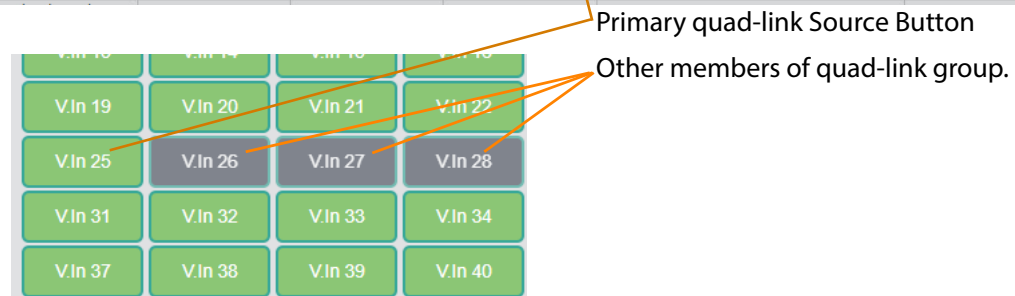 Primary quad-link Source Button
Other members of quad-link group.
V.In 19 V.In 20 V.In 21 V.In 22
V.In 25 V.In 26 V.In 27 V.In 28
V.In 31 V.In 32 V.In 33 V.In 34
V.In 37 V.In 38 V.In 39 V.In 40